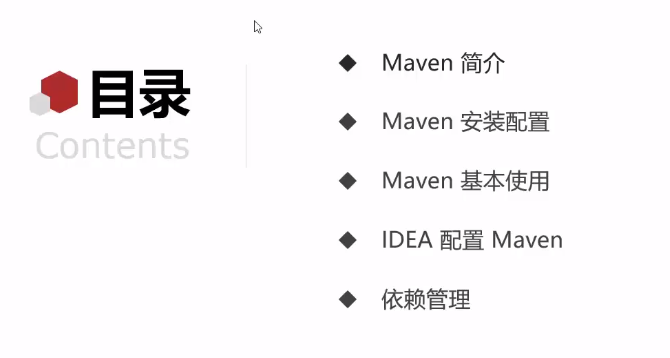 目录
Contents
Maven 简介
Maven 安装配置
Maven 基本使用
IDEA 配置 Maven
依赖管理